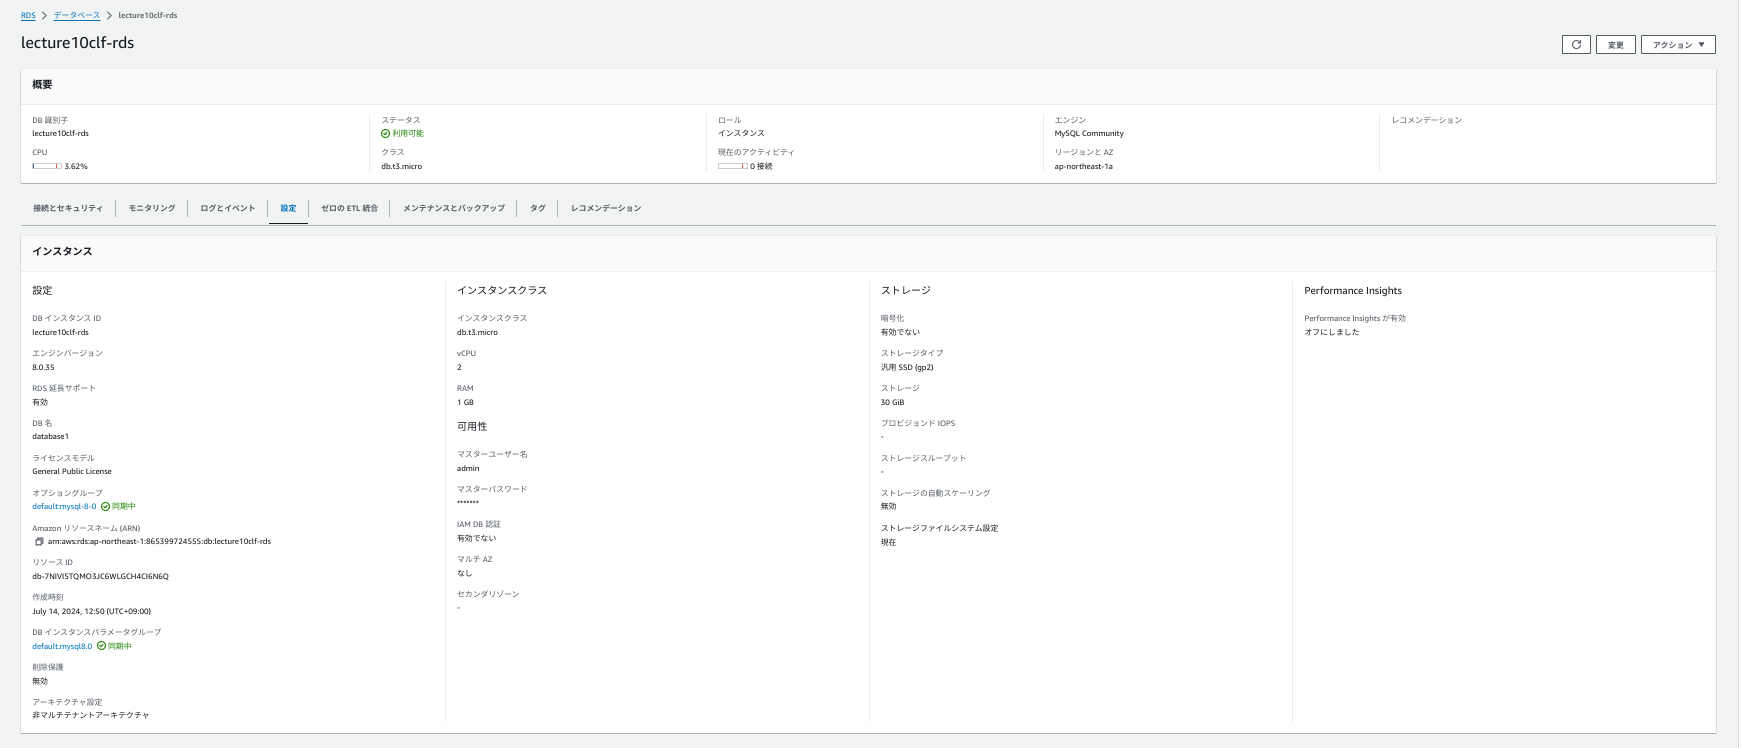 RDS > データベース > lecture10clf-rds
lecture10clf-rds
変更
アクション ▼
概要
DB 識別子
lecture10clf-rds
CPU
3.62%
ステータス
利用可能
クラス
db.t3.micro
ロール
インスタンス
現在のアクティビティ
0 接続
エンジン
MySQL Community
リージョンと AZ
ap-northeast-1a
レコメンデーション
接続とセキュリティ
モニタリング
ログとイベント
設定
ゼロの ETL 統合
メンテナンスとバックアップ
タグ
レコメンデーション
インスタンス
設定
DB インスタンス ID
lecture10clf-rds
エンジンバージョン
8.0.35
RDS 延長サポート
有効
DB 名
database1
ライセンスモデル
General Public License
オプショングループ
default:mysql-8-0 同期中
Amazon リソースネーム (ARN)
arn:aws:rds:ap-northeast-1:865399724555:db:lecture10clf-rds
リソース ID
db-7NIVI5TQMO3JC6WLGCH4CI6N6Q
作成時刻
July 14, 2024, 12:50 (UTC+09:00)
DB インスタンスパラメータグループ
default.mysql8.0 同期中
削除保護
無効
アーキテクチャ設定
非マルチテナントアーキテクチャ
インスタンスクラス
インスタンスクラス
db.t3.micro
vCPU
2
RAM
1 GB
可用性
マスターユーザー名
admin
マスターパスワード
*******
IAM DB 認証
有効でない
マルチ AZ
なし
セカンダリゾーン
-
ストレージ
暗号化
有効でない
ストレージタイプ
汎用 SSD (gp2)
ストレージ
30 GiB
プロビジョンド IOPS
-
ストレージスループット
-
ストレージの自動スケーリング
無効
ストレージファイルシステム設定
現在
Performance Insights
Performance Insights が有効
オフにしました